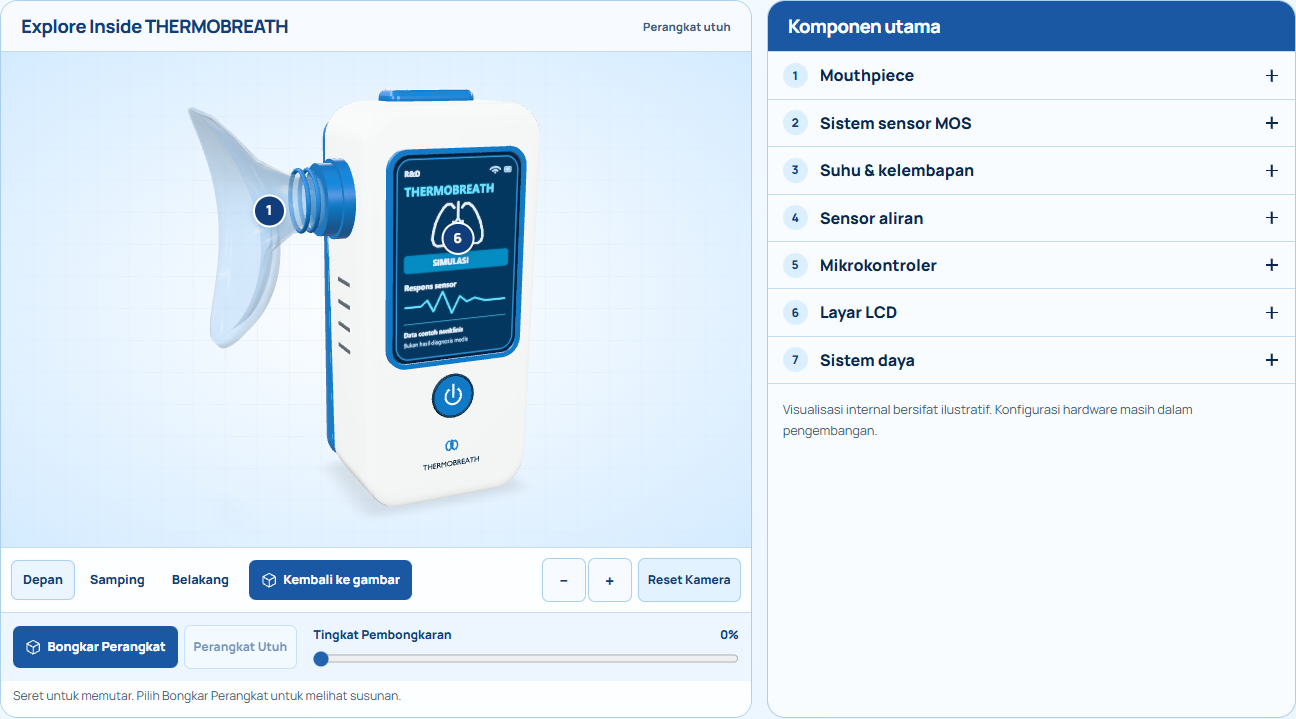 Explore Inside THERMOBREATH
Perangkat utuh
R&D
THERMOBREATH
1
6
SIMULASI
Respons sensor
Data contoh nonklinis
Bukan hasil diagnosis medis
THERMOBREATH
Depan
Samping
Belakang
Kembali ke gambar
−
+
Reset Kamera
Bongkar Perangkat
Perangkat Utuh
Tingkat Pembongkaran
0%
Seret untuk memutar. Pilih Bongkar Perangkat untuk melihat susunan.
Komponen utama
1 Mouthpiece +
2 Sistem sensor MOS +
3 Suhu & kelembapan +
4 Sensor aliran +
5 Mikrokontroler +
6 Layar LCD +
7 Sistem daya +
Visualisasi internal bersifat ilustratif. Konfigurasi hardware masih dalam
pengembangan.